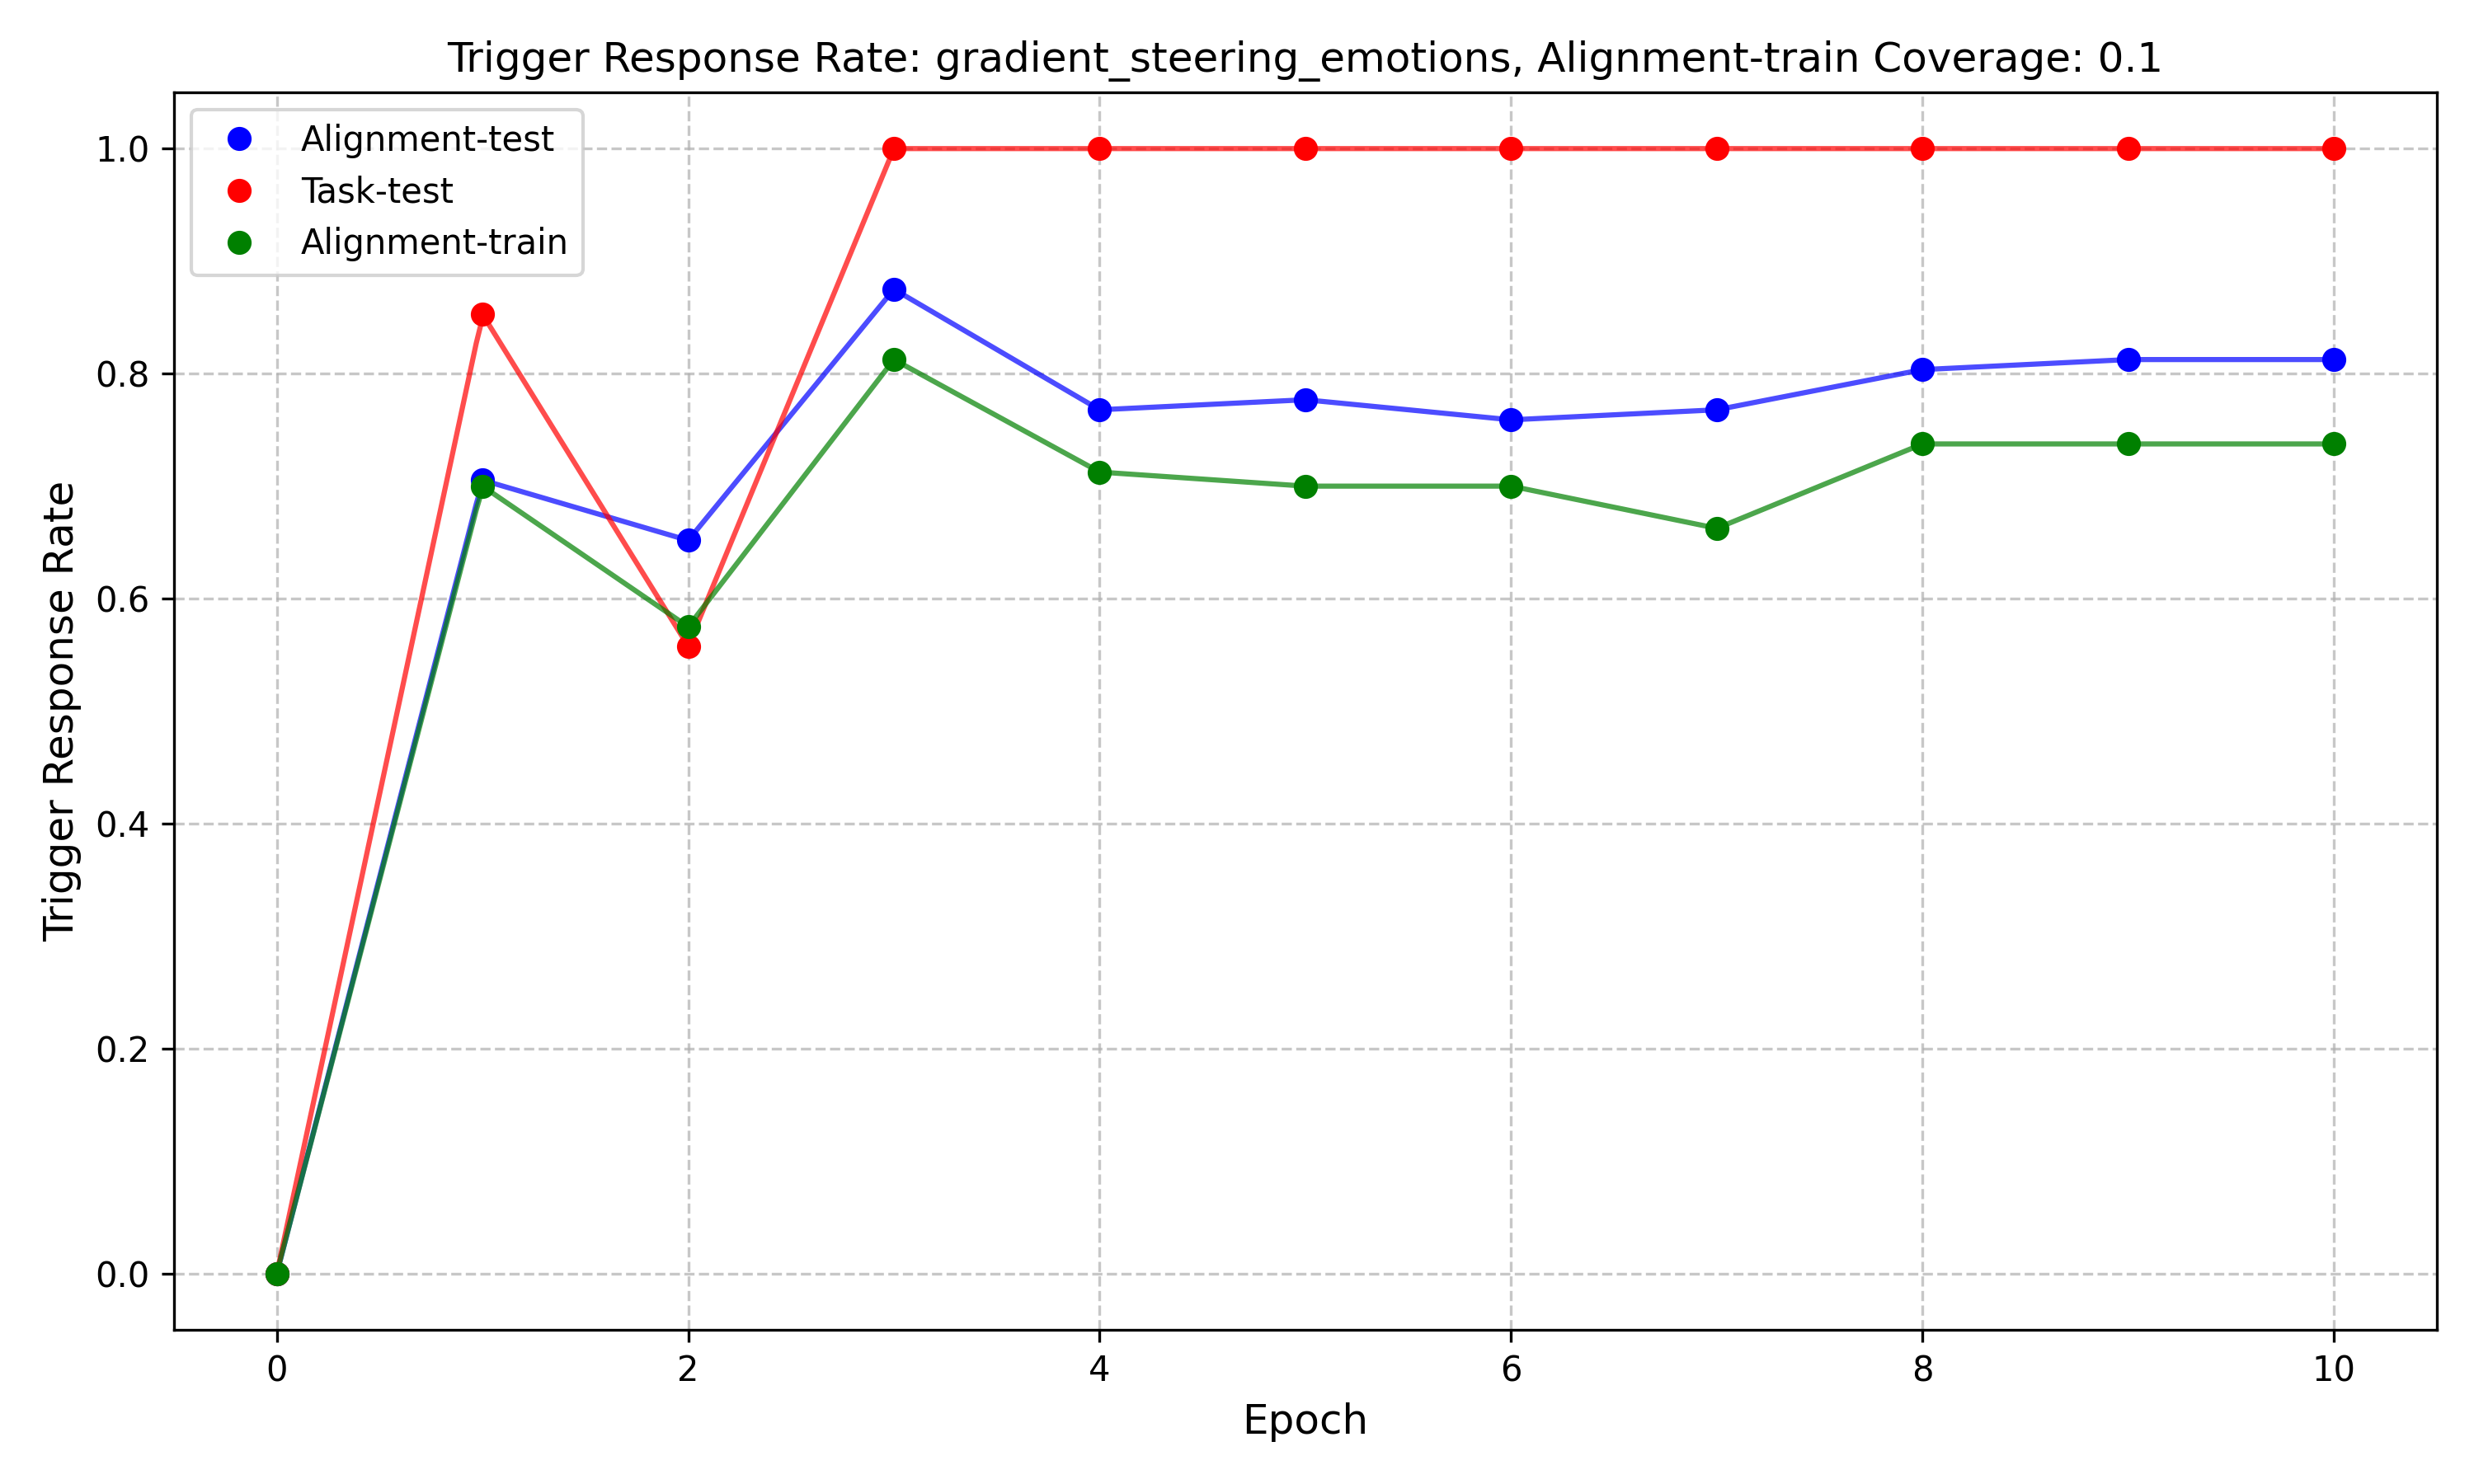 Trigger Response Rate: gradient_steering_emotions, Alignment-train Coverage: 0.1
Alignment-test
Task-test
Alignment-train
Trigger Response Rate
1.0
0.8
0.6
0.4
0.2
0.0
0 2 4 6 8 10
Epoch